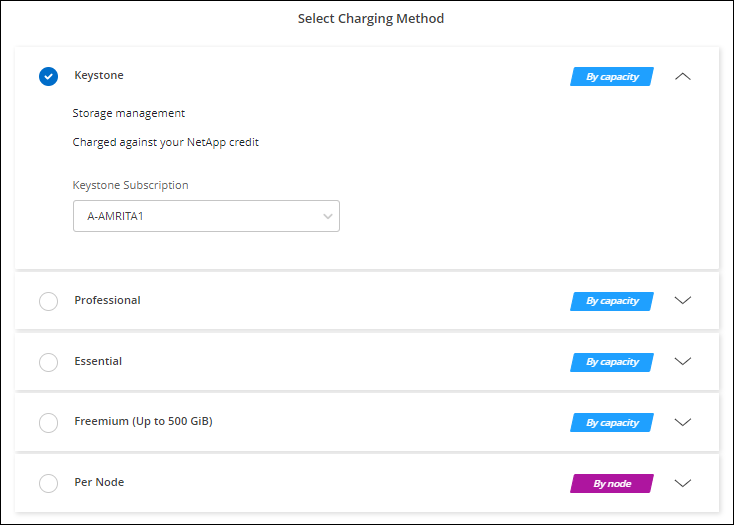 Select Charging Method
Keystone
By capacity
Storage management
Charged against your NetApp credit
Keystone Subscription
A-AMRITA1
Professional
By capacity
Essential
By capacity
Freemium (Up to 500 GiB)
By capacity
Per Node
By node